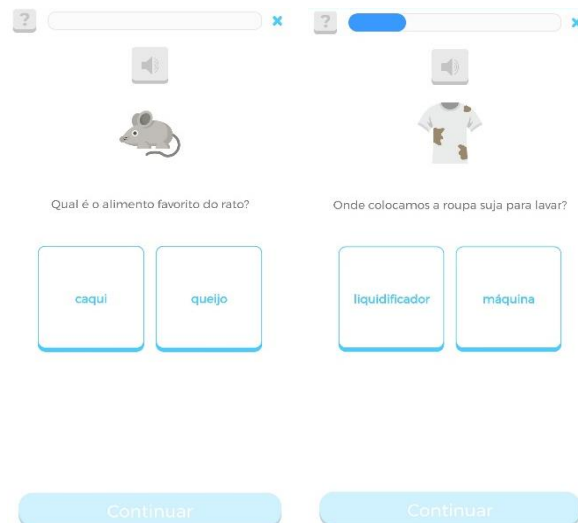 ?
Qual é o alimento favorito do rato?
caqui
queijo
Continuar
?
Onde colocamos a roupa suja para lavar?
liquidificador
máquina
Continuar